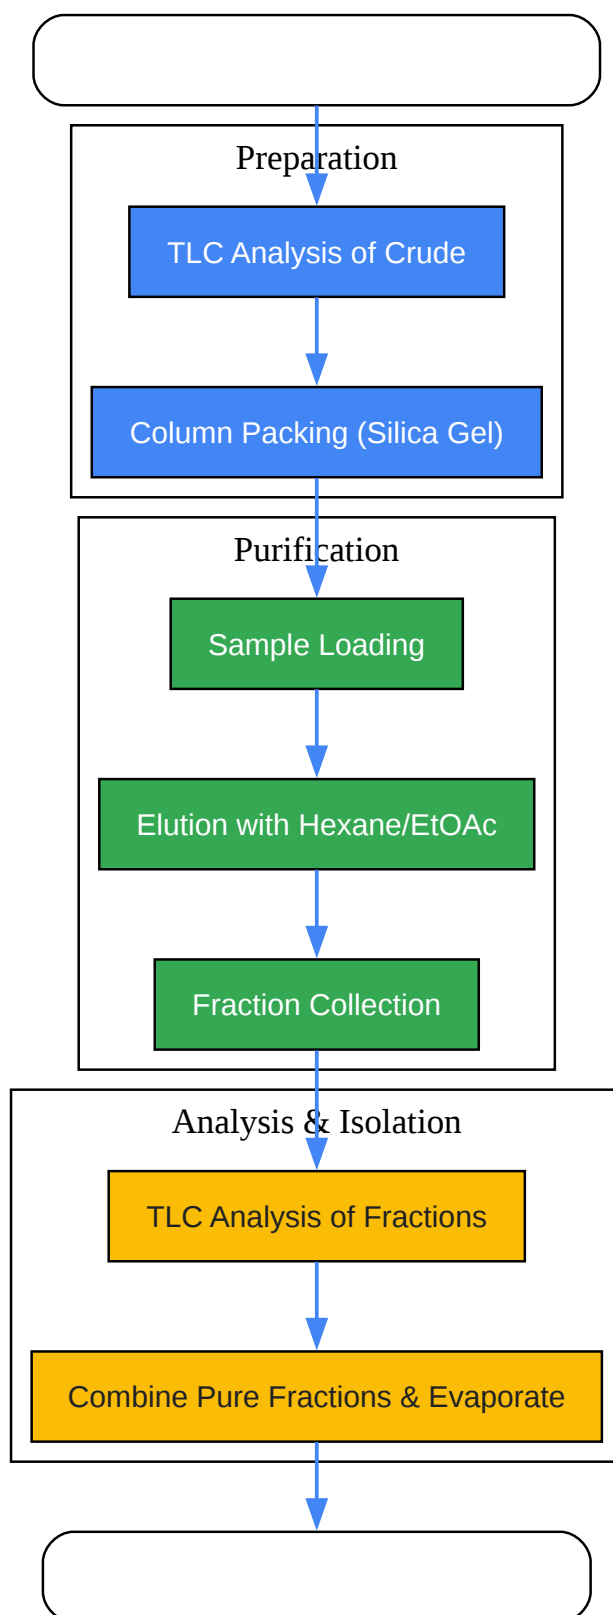 Preparation
TLC Analysis of Crude
Column Packing (Silica Gel)
Purification
Sample Loading
Elution with Hexane/EtOAc
Fraction Collection
Analysis & Isolation
TLC Analysis of Fractions
Combine Pure Fractions & Evaporate